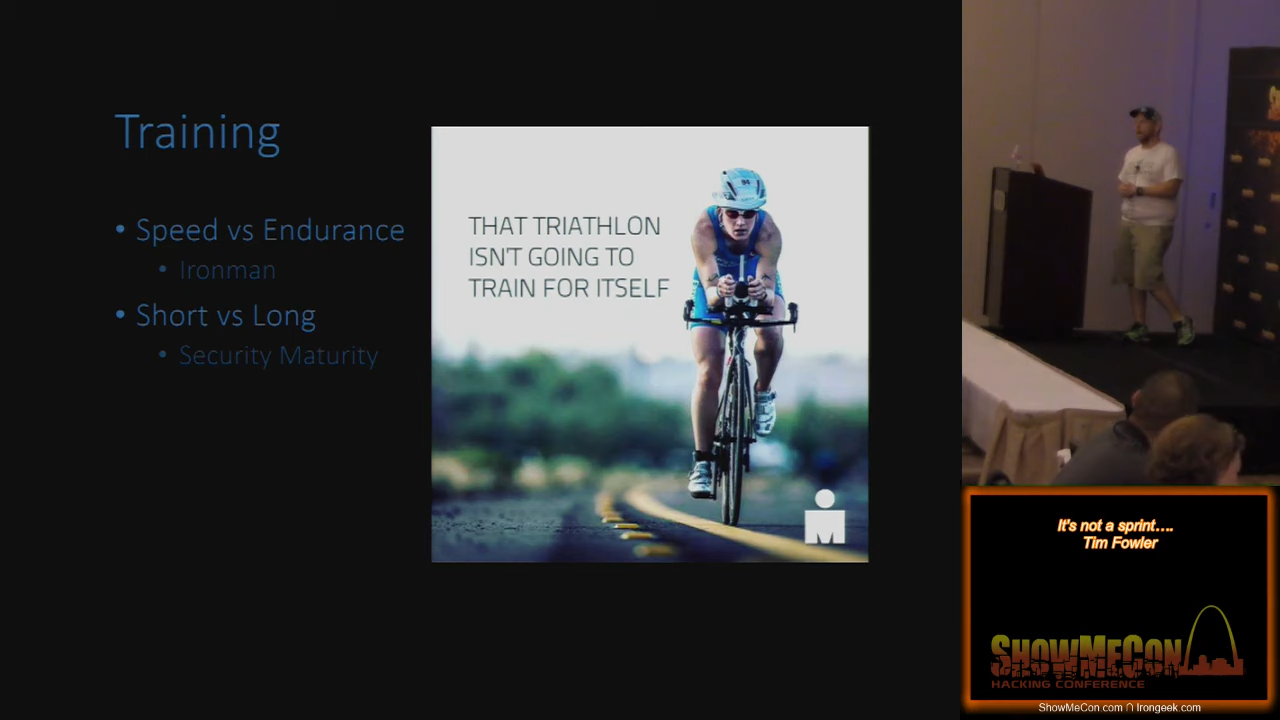 Training
• Speed vs Endurance
• Ironman
• Short vs Long
• Security Maturity
THAT TRIATHLON
ISN'T GOING TO
TRAIN FOR ITSELF
It's not a sprint....
Tim Fowler
SHOWMECON
HACKING CONFERENCE
ShowMeCon.com ∩ Irongeek.com